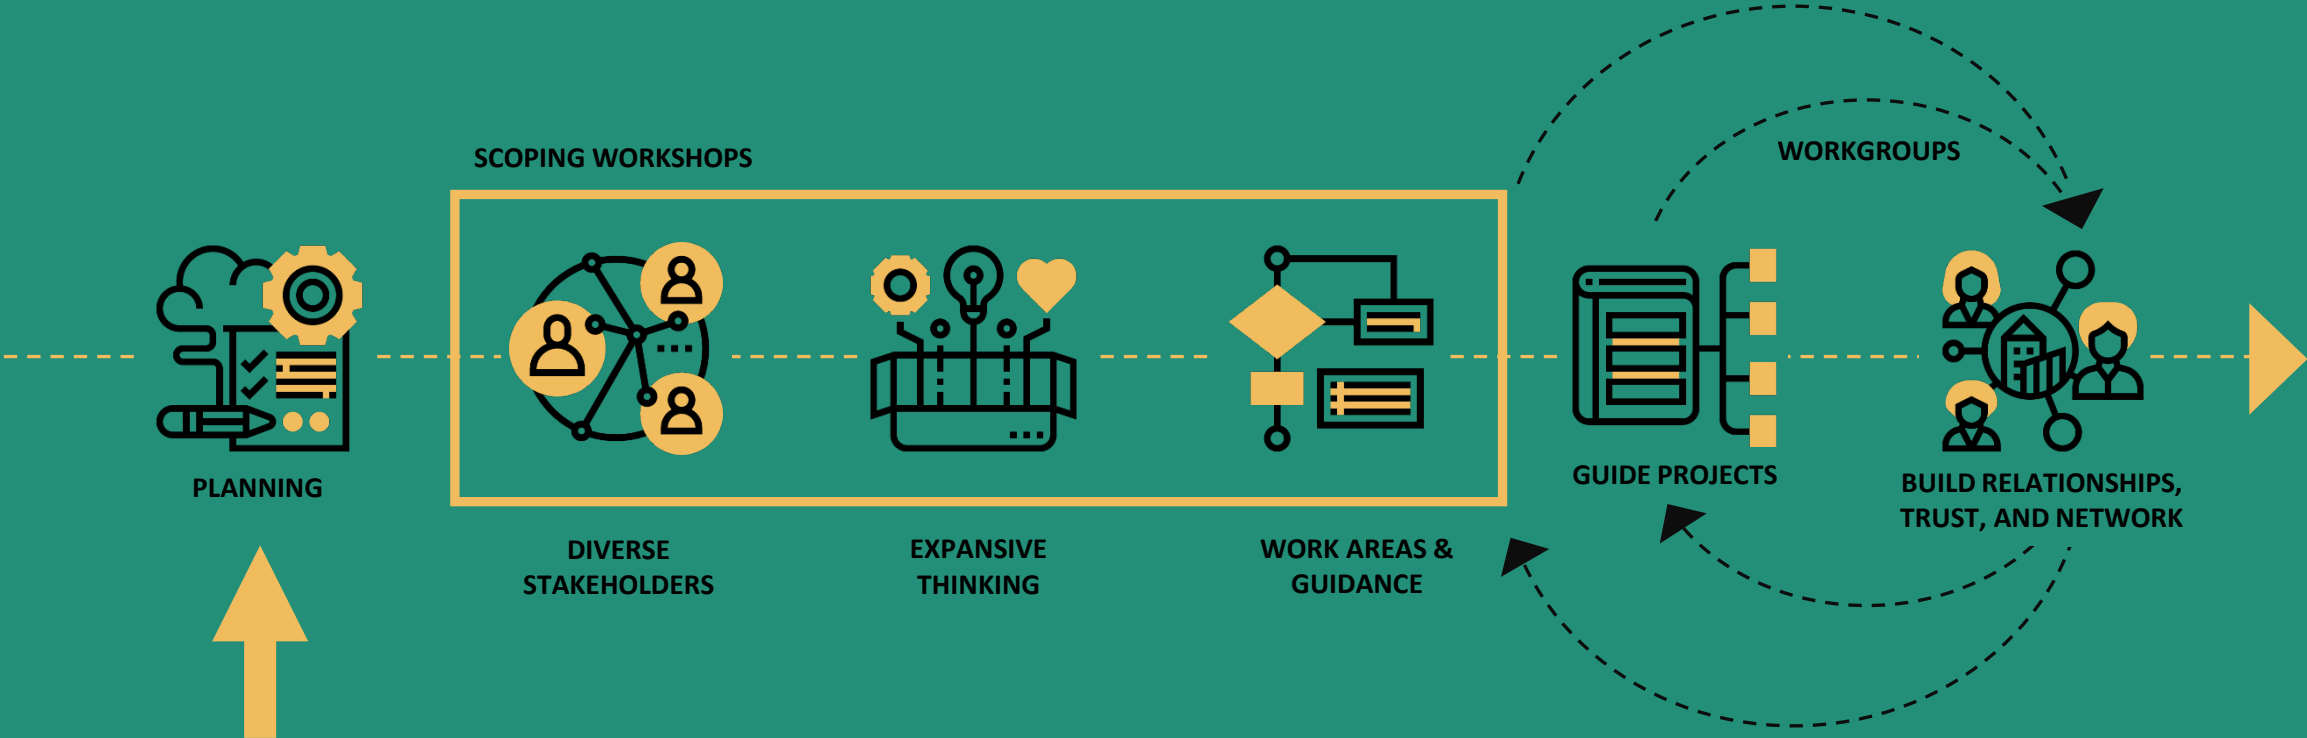 SCOPING WORKSHOPS
WORKGROUPS
PLANNING
DIVERSE
STAKEHOLDERS
EXPANSIVE
THINKING
WORK AREAS &
GUIDANCE
GUIDE PROJECTS
BUILD RELATIONSHIPS,
TRUST, AND NETWORK